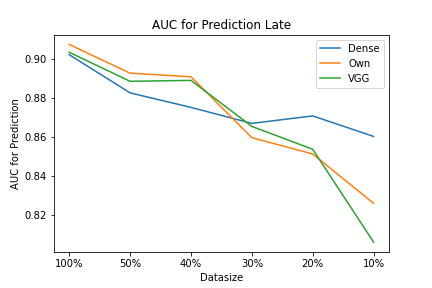 AUC for Prediction Late
Dense
Own
VGG
AUC for Prediction
0.90
0.88
0.86
0.84
0.82
100% 50% 40% 30% 20% 10%
Datasize